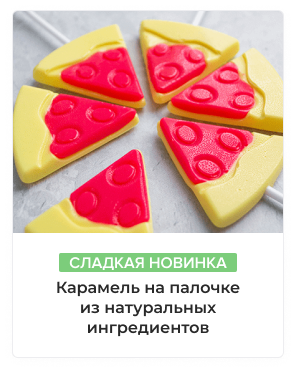 СЛАДКАЯ НОВИНКА
Карамель на палочке
из натуральных
ингредиентов